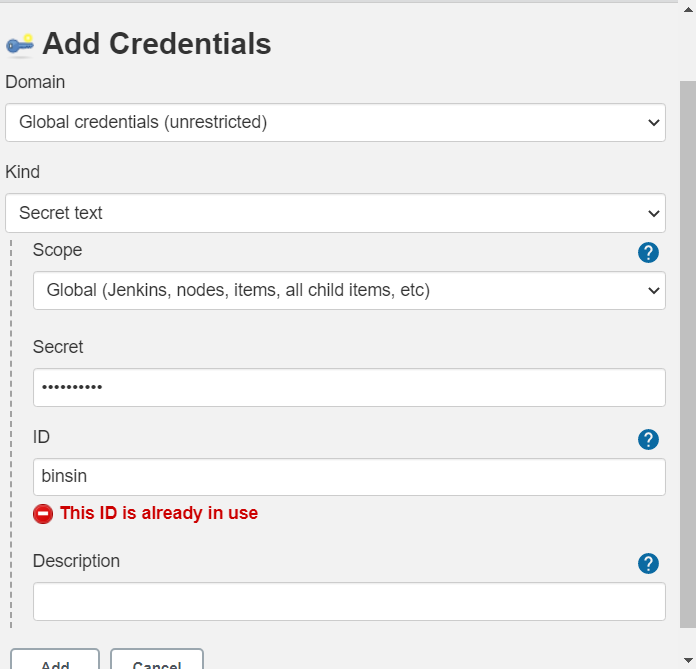 Add Credentials
Domain
Global credentials (unrestricted)
Kind
Secret text
Scope
?
Global (Jenkins, nodes, items, all child items, etc)
Secret
••••••••••
ID
?
binsin
This ID is already in use
Description
?
Add Cancel